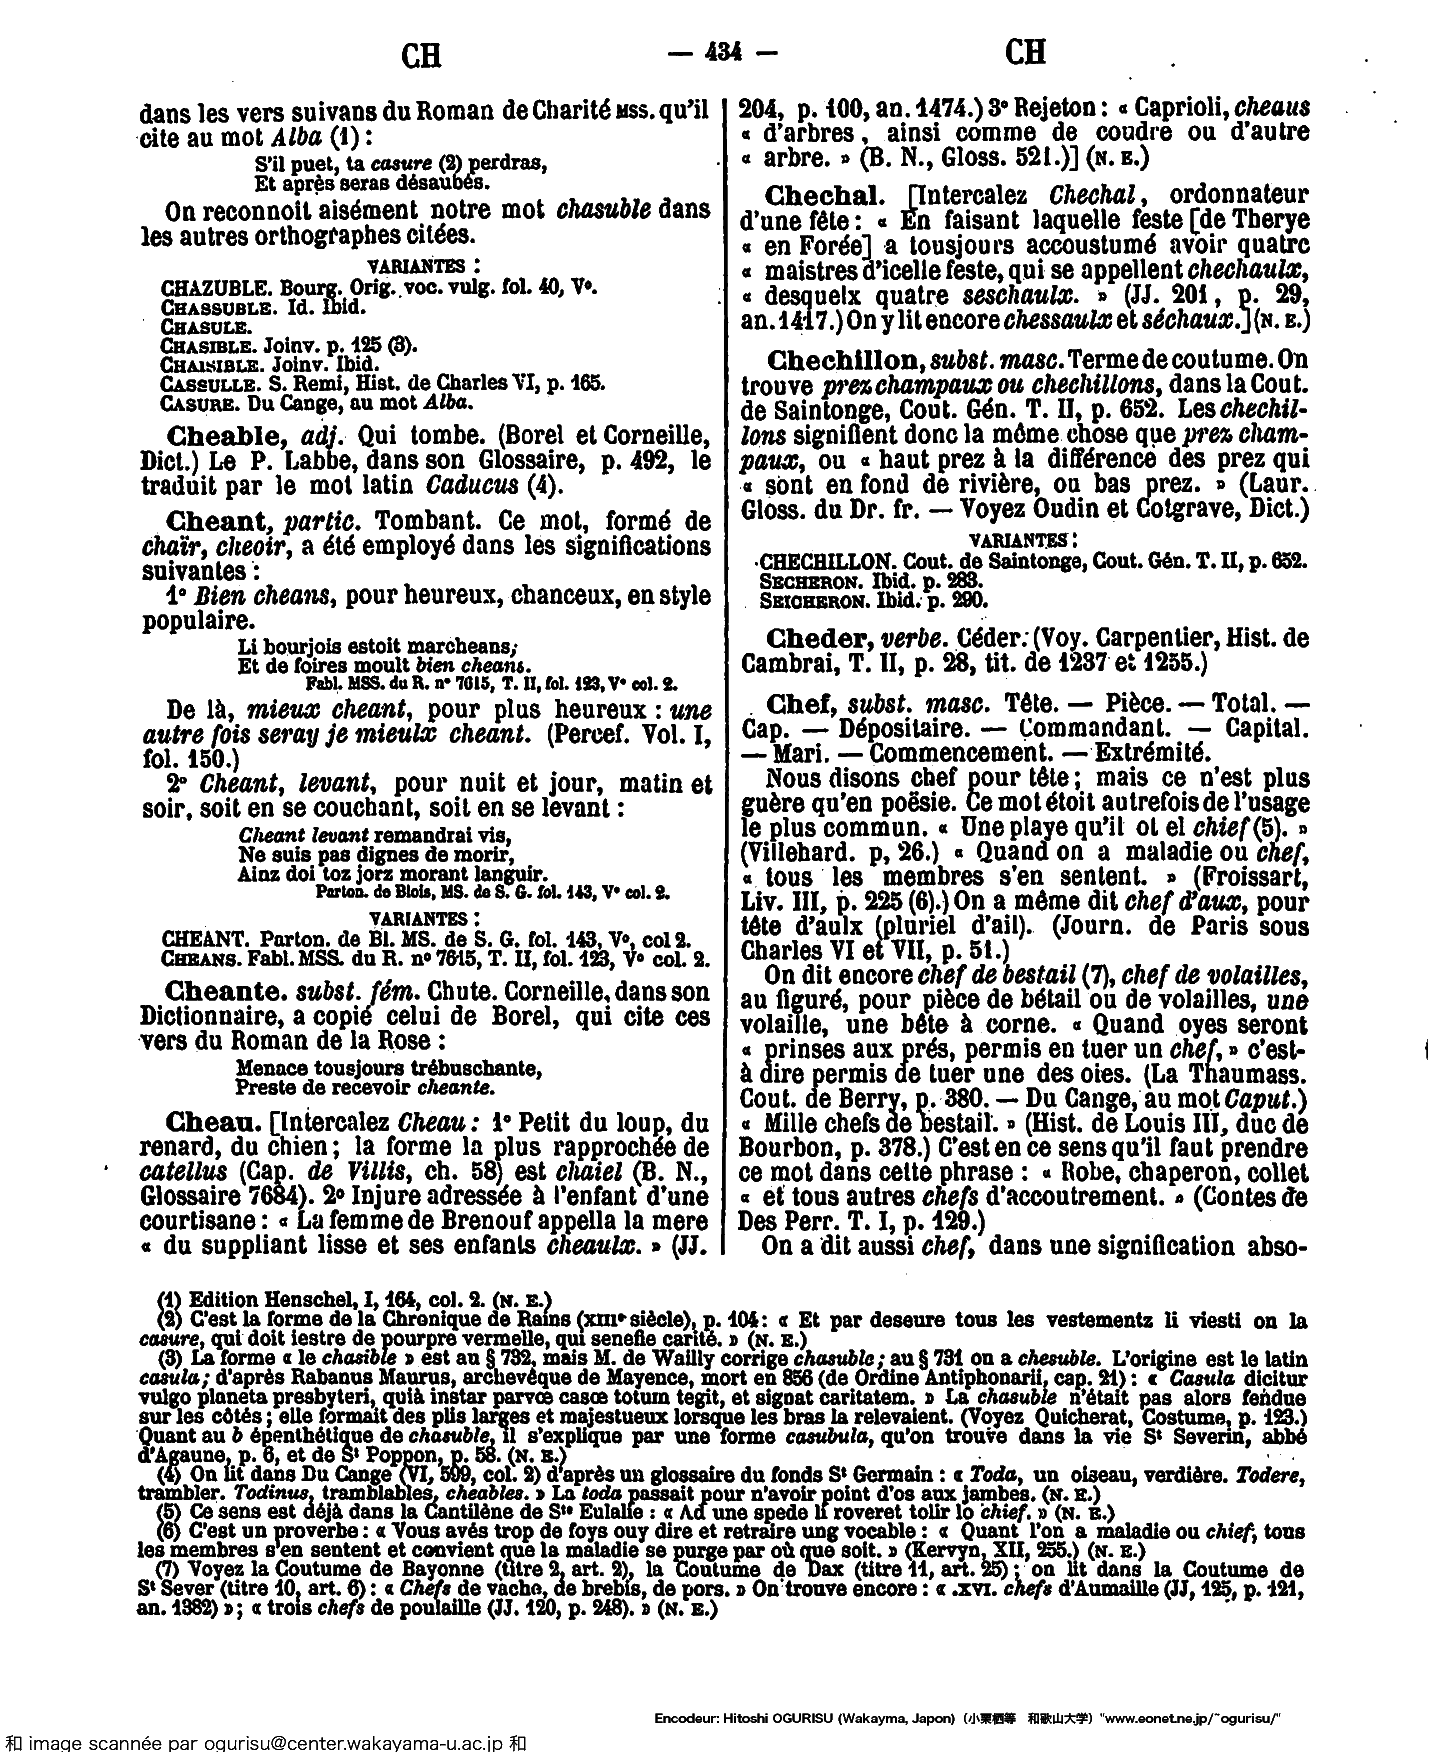 CH
— 434 —
CH
dans les vers suivans du Roman de Charité MSS. qu'il
cite au mot Alba (1) :
S'il puet, ta casure (2) perdras,
Et après seras désaubés.
On reconnoit aisément notre mot chasuble dans
les autres orthographes citées.
VARIANTES :
CHAZUBLE. Bourg. Orig. voc. vulg. fol. 40, Vº.
CHASSUBLE. Id. Ibid.
CHASULE.
CHASIBLE. Joinv. p. 125 (3).
CHAISIBLE. Joinv. Ibid.
CASSULLE. S. Remi, Hist. de Charles VI, p. 165.
CASURE. Du Cange, au mot Alba.
Cheable, adj. Qui tombe. (Borel et Corneille,
Dict.) Le P. Labbe, dans son Glossaire, p. 492, le
traduit par le mot latin Caducus (4).
Cheant, partic. Tombant. Ce mot, formé de
chaïr, cheoir, a été employé dans les significations
suivantes :
1º Bien cheans, pour heureux, chanceux, en style
populaire.
Li bourjois estoit marcheans;
Et de foires moult bien cheans.
Fabl. MSS. du R. nº 7615, T. II, fol. 123, Vº col. 2.
De là, mieux cheant, pour plus heureux : une
autre fois seray je mieulx cheant. (Percef. Vol. I,
fol. 150.)
2º Cheant, levant, pour nuit et jour, matin et
soir, soit en se couchant, soit en se levant :
Cheant levant remandrai vis,
Ne suis pas dignes de morir,
Ainz doi toz jorz morant languir.
Parton. de Blois, MS. de S. G. fol. 143, Vº col. 2.
VARIANTES :
CHEANT. Parton. de Bl. MS. de S. G. fol. 143, Vº, col 2.
CHEANS. Fabl. MSS. du R. nº 7615, T. II, fol. 123, Vº col. 2.
Cheante. subst. fém. Chute. Corneille, dans son
Dictionnaire, a copié celui de Borel, qui cite ces
vers du Roman de la Rose :
Menace tousjours trébuschante,
Preste de recevoir cheante.
Cheau. [Intercalez Cheau : 1º Petit du loup, du
renard, du chien ; la forme la plus rapprochée de
catellus (Cap. de Villis, ch. 58) est chaiel (B. N.,
Glossaire 7684). 2º Injure adressée à l'enfant d'une
courtisane : « La femme de Brenouf appella la mere
« du suppliant lisse et ses enfants cheaulx. » (JJ.
204, p. 100, an. 1474.) 3º Rejeton : « Caprioli, cheaus
« d'arbres, ainsi comme de coudre ou d'autre
« arbre. » (B. N., Gloss. 521.)] (N. E.)
Chechal. [Intercalez Chechal, ordonnateur
d'une fête : « En faisant laquelle feste [de Therye
« en Forée] a tousjours accoustumé avoir quatre
« maistres d'icelle feste, qui se appellent chechaulx,
« desquelx quatre seschaulx. » (JJ. 201, p. 29,
an. 1417.) On y lit encore chessaulx et séchaux.] (N. E.)
Chechillon, subst. masc. Terme de coutume. On
trouve prez champaux ou chechillons, dans la Cout.
de Saintonge, Cout. Gén. T. II, p. 652. Les chechil-
lons signifient donc la même chose que prez cham-
paux, ou « haut prez à la différence des prez qui
« sont en fond de rivière, ou bas prez. » (Laur.
Gloss. du Dr. fr. — Voyez Oudin et Cotgrave, Dict.)
VARIANTES :
CHECHILLON. Cout. de Saintonge, Cout. Gén. T. II, p. 652.
SECHERON. Ibid. p. 283.
SEICHERON. Ibid. p. 290.
Cheder, verbe. Céder. (Voy. Carpentier, Hist. de
Cambrai, T. II, p. 28, tit. de 1237 et 1255.)
Chef, subst. masc. Tête. — Pièce. — Total. —
Cap. — Dépositaire. — Commandant. — Capital.
— Mari. — Commencement. — Extrémité.
Nous disons chef pour tête ; mais ce n'est plus
guère qu'en poësie. Ce mot étoit autrefois de l'usage
le plus commun. « Une playe qu'il ot el chief (5). »
(Villehard. p, 26.) « Quand on a maladie ou chef,
« tous les membres s'en sentent. » (Froissart,
Liv. III, p. 225 (6).) On a même dit chef d'aux, pour
tête d'aulx (pluriel d'ail). (Journ. de Paris sous
Charles VI et VII, p. 51.)
On dit encore chef de bestail (7), chef de volailles,
au figuré, pour pièce de bétail ou de volailles, une
volaille, une bête à corne. « Quand oyes seront
« prinses aux prés, permis en tuer un chef, » c'est-
à dire permis de tuer une des oies. (La Thaumass.
Cout. de Berry, p. 380. — Du Cange, au mot Caput.)
« Mille chefs de bestail. » (Hist. de Louis III, duc de
Bourbon, p. 378.) C'est en ce sens qu'il faut prendre
ce mot dans cette phrase : « Robe, chaperon, collet
« et tous autres chefs d'accoutrement. » (Contes de
Des Perr. T. I, p. 129.)
On a dit aussi chef, dans une signification abso-
(1) Edition Henschel, I, 164, col. 2. (N. E.)
(2) C'est la forme de la Chronique de Rains (XIIIe siècle), p. 104 : « Et par deseure tous les vestementz li viesti on la
casure, qui doit iestre de pourpre vermelle, qui senefie carité. » (N. E.)
(3) La forme « le chasible » est au § 732, mais M. de Wailly corrige chasuble ; au § 731 on a chesuble. L'origine est le latin
casula ; d'après Rabanus Maurus, archevêque de Mayence, mort en 856 (de Ordine Antiphonarii, cap. 21) : « Casula dicitur
vulgo planeta presbyteri, quià instar parvœ casœ totum tegit, et signat caritatem. » La chasuble n'était pas alors fendue
sur les côtés ; elle formait des plis larges et majestueux lorsque les bras la relevaient. (Voyez Quicherat, Costume, p. 123.)
Quant au b épenthétique de chasuble, il s'explique par une forme casubula, qu'on trouve dans la vie St Severin, abbé
d'Agaune, p. 6, et de St Poppon, p. 58. (N. E.)
(4) On lit dans Du Cange (VI, 599, col. 2) d'après un glossaire du fonds St Germain : « Toda, un oiseau, verdière. Todere,
trambler. Todinus, tramblables, cheables. » La toda passait pour n'avoir point d'os aux jambes. (N. E.)
(5) Ce sens est déjà dans la Cantilène de Ste Eulalie : « Ad une spede li roveret tolir lo chief. » (N. E.)
(6) C'est un proverbe : « Vous avés trop de foys ouy dire et retraire ung vocable : « Quant l'on a maladie ou chief, tous
les membres s'en sentent et convient que la maladie se purge par où que soit. » (Kervyn, XII, 255.) (N. E.)
(7) Voyez la Coutume de Bayonne (titre 2, art. 2), la Coutume de Dax (titre 11, art. 25) ; on lit dans la Coutume de
St Sever (titre 10, art. 6) : « Chefs de vache, de brebis, de pors. » On trouve encore : « .XVI. chefs d'Aumaille (JJ, 125, p. 121,
an. 1382) » ; « trois chefs de poulaille (JJ. 120, p. 248). » (N. E.)
Encodeur: Hitoshi OGURISU (Wakayma, Japon) (小栗栖等 和歌山大学) "www.eonet.ne.jp/~ogurisu/"
和 image scannée par ogurisu@center.wakayama-u.ac.jp 和